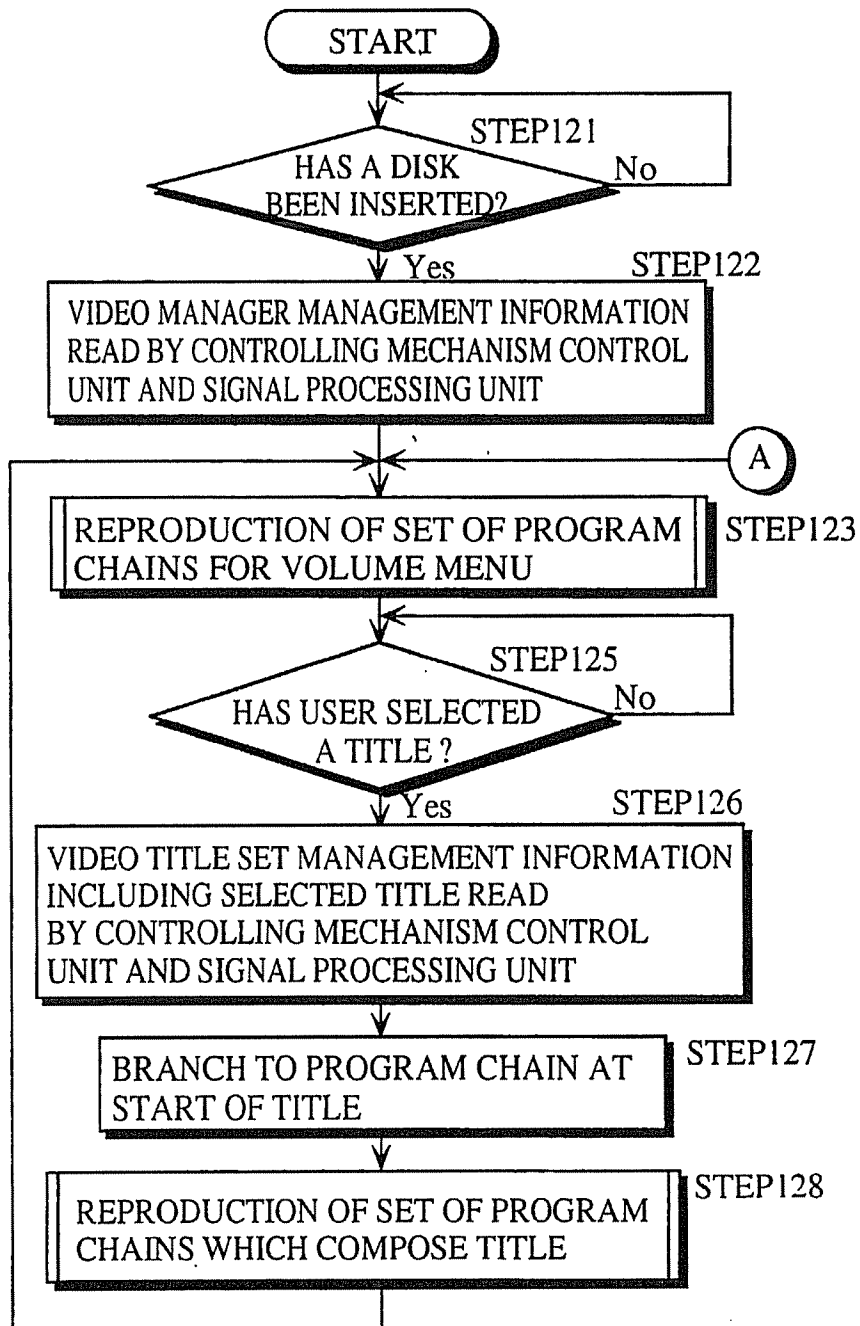 START
STEP121
HAS A DISK
BEEN INSERTED?
No
Yes
STEP122
VIDEO MANAGER MANAGEMENT INFORMATION
READ BY CONTROLLING MECHANISM CONTROL
UNIT AND SIGNAL PROCESSING UNIT
A
REPRODUCTION OF SET OF PROGRAM
CHAINS FOR VOLUME MENU
STEP123
STEP125
HAS USER SELECTED
A TITLE ?
No
Yes
STEP126
VIDEO TITLE SET MANAGEMENT INFORMATION
INCLUDING SELECTED TITLE READ
BY CONTROLLING MECHANISM CONTROL
UNIT AND SIGNAL PROCESSING UNIT
BRANCH TO PROGRAM CHAIN AT
START OF TITLE
STEP127
REPRODUCTION OF SET OF PROGRAM
CHAINS WHICH COMPOSE TITLE
STEP128